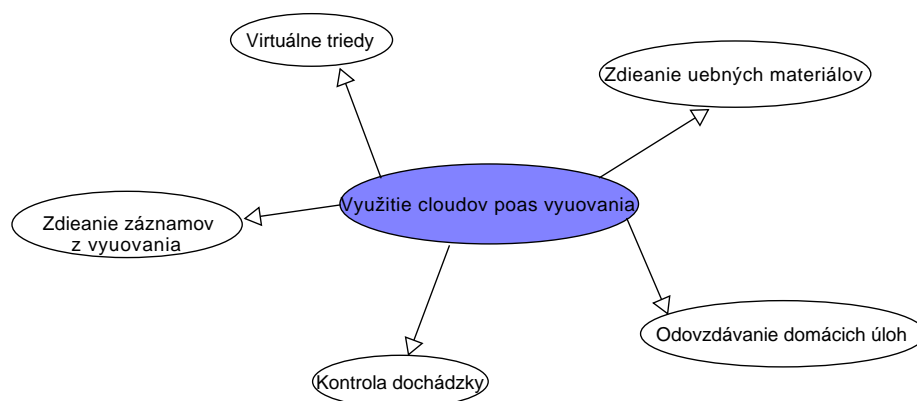 Virtuálne triedy
Zdieanie uebných materiálov
Využitie cloudov poas vyuovania
Zdieanie záznamov
z vyuovania
Odovzdávanie domácich úloh
Kontrola dochádzky